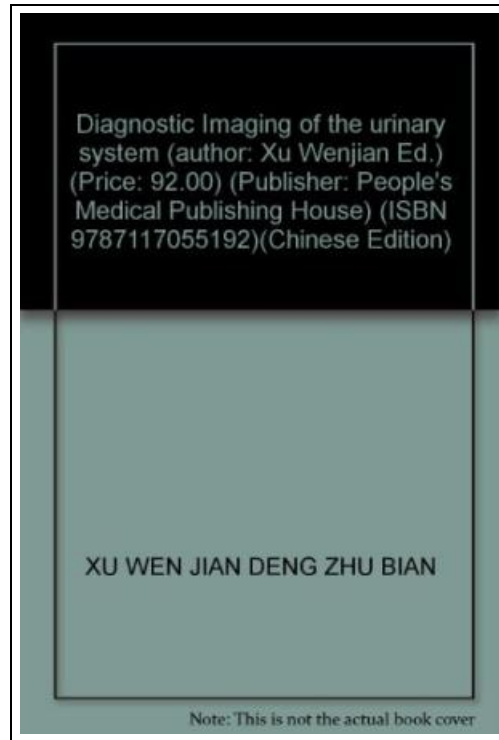 Diagnostic Imaging of the urinary
system (author: Xu Wenjian Ed.)
(Price: 92.00) (Publisher: People's
Medical Publishing House) (ISBN
9787117055192)(Chinese Edition)
XU WEN JIAN DENG ZHU BIAN
Note: This is not the actual book cover